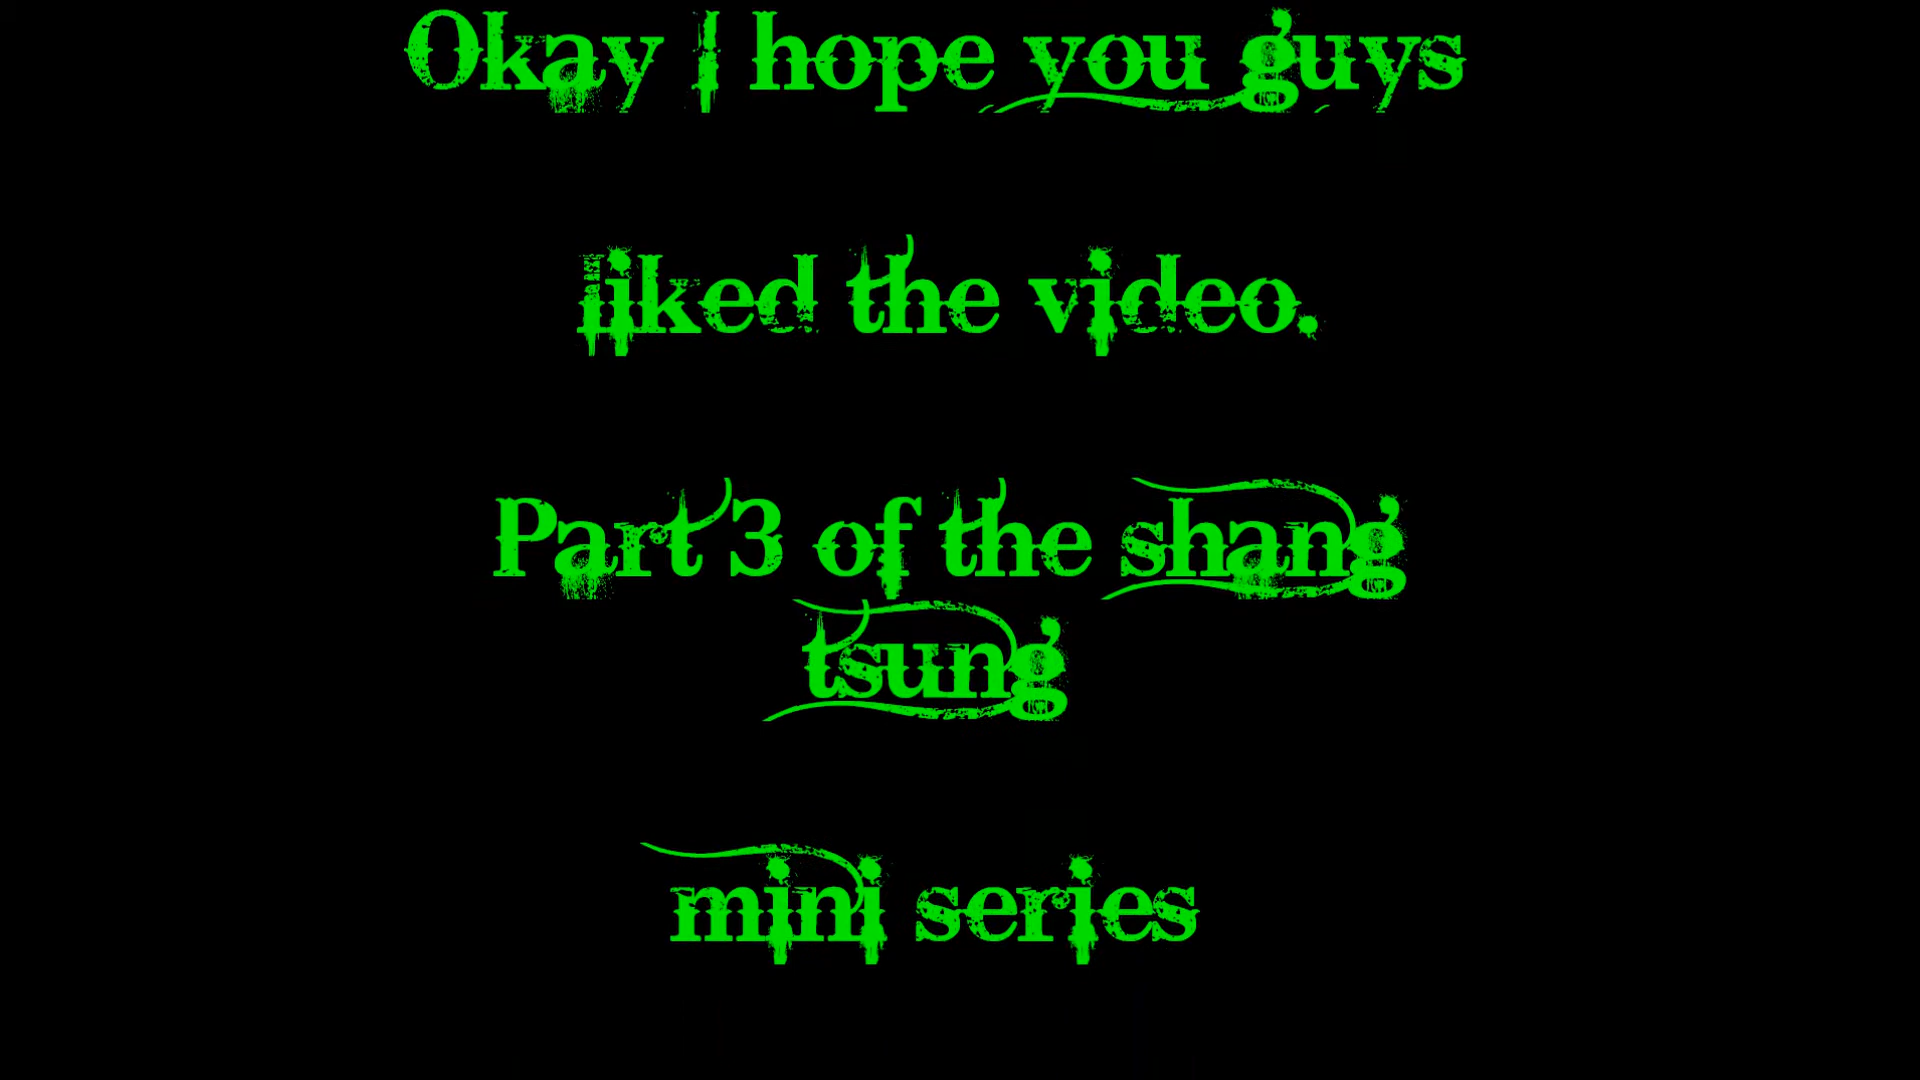 Okay I hope you guys
liked the video.
Part 3 of the shang
tsung
mini series